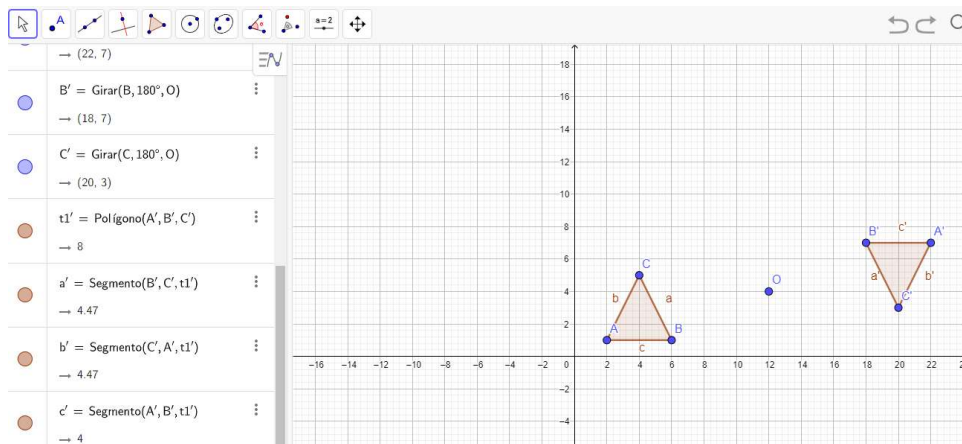 A
a=2
→ (22, 7)
B′ = Girar(B, 180°, O)
→ (18, 7)
C′ = Girar(C, 180°, O)
→ (20, 3)
t1′ = Polígono(A′, B′, C′)
→ 8
a′ = Segmento(B′, C′, t1′)
→ 4.47
b′ = Segmento(C′, A′, t1′)
→ 4.47
c′ = Segmento(A′, B′, t1′)
→ 4
18
16
14
12
10
8
6
4
2
−16 −14 −12 −10 −8 −6 −4 −2 0 2 4 6 8 10 12 14 16 18 20 22 2
−2
−4
C
b a
A B
c
O
c'
B' A'
a' b'
C'